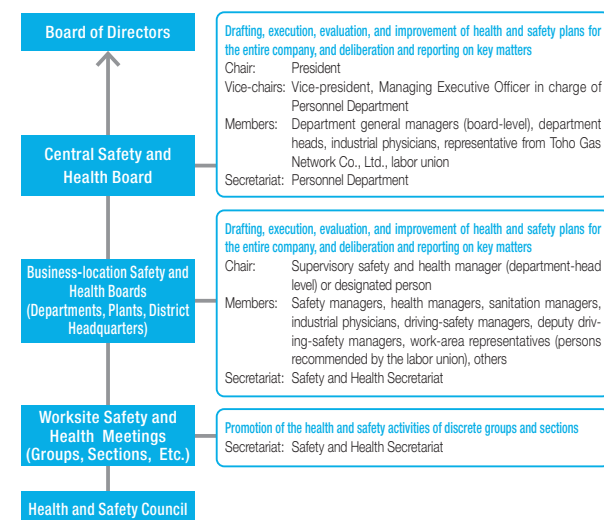 Board of Directors
Drafting, execution, evaluation, and improvement of health and safety plans for
the entire company, and deliberation and reporting on key matters
Chair: President
Vice-chairs: Vice-president, Managing Executive Officer in charge of
Personnel Department
Members: Department general managers (board-level), department
heads, industrial physicians, representative from Toho Gas
Network Co., Ltd., labor union
Secretariat: Personnel Department
Central Safety and
Health Board
Drafting, execution, evaluation, and improvement of health and safety plans for
the entire company, and deliberation and reporting on key matters
Chair: Supervisory safety and health manager (department-head
level) or designated person
Members: Safety managers, health managers, sanitation managers,
industrial physicians, driving-safety managers, deputy driv-
ing-safety managers, work-area representatives (persons
recommended by the labor union), others
Secretariat: Safety and Health Secretariat
Business-location Safety and
Health Boards
(Departments, Plants, District
Headquarters)
Worksite Safety and
Health Meetings
(Groups, Sections, Etc.)
Promotion of the health and safety activities of discrete groups and sections
Secretariat: Safety and Health Secretariat
Health and Safety Council